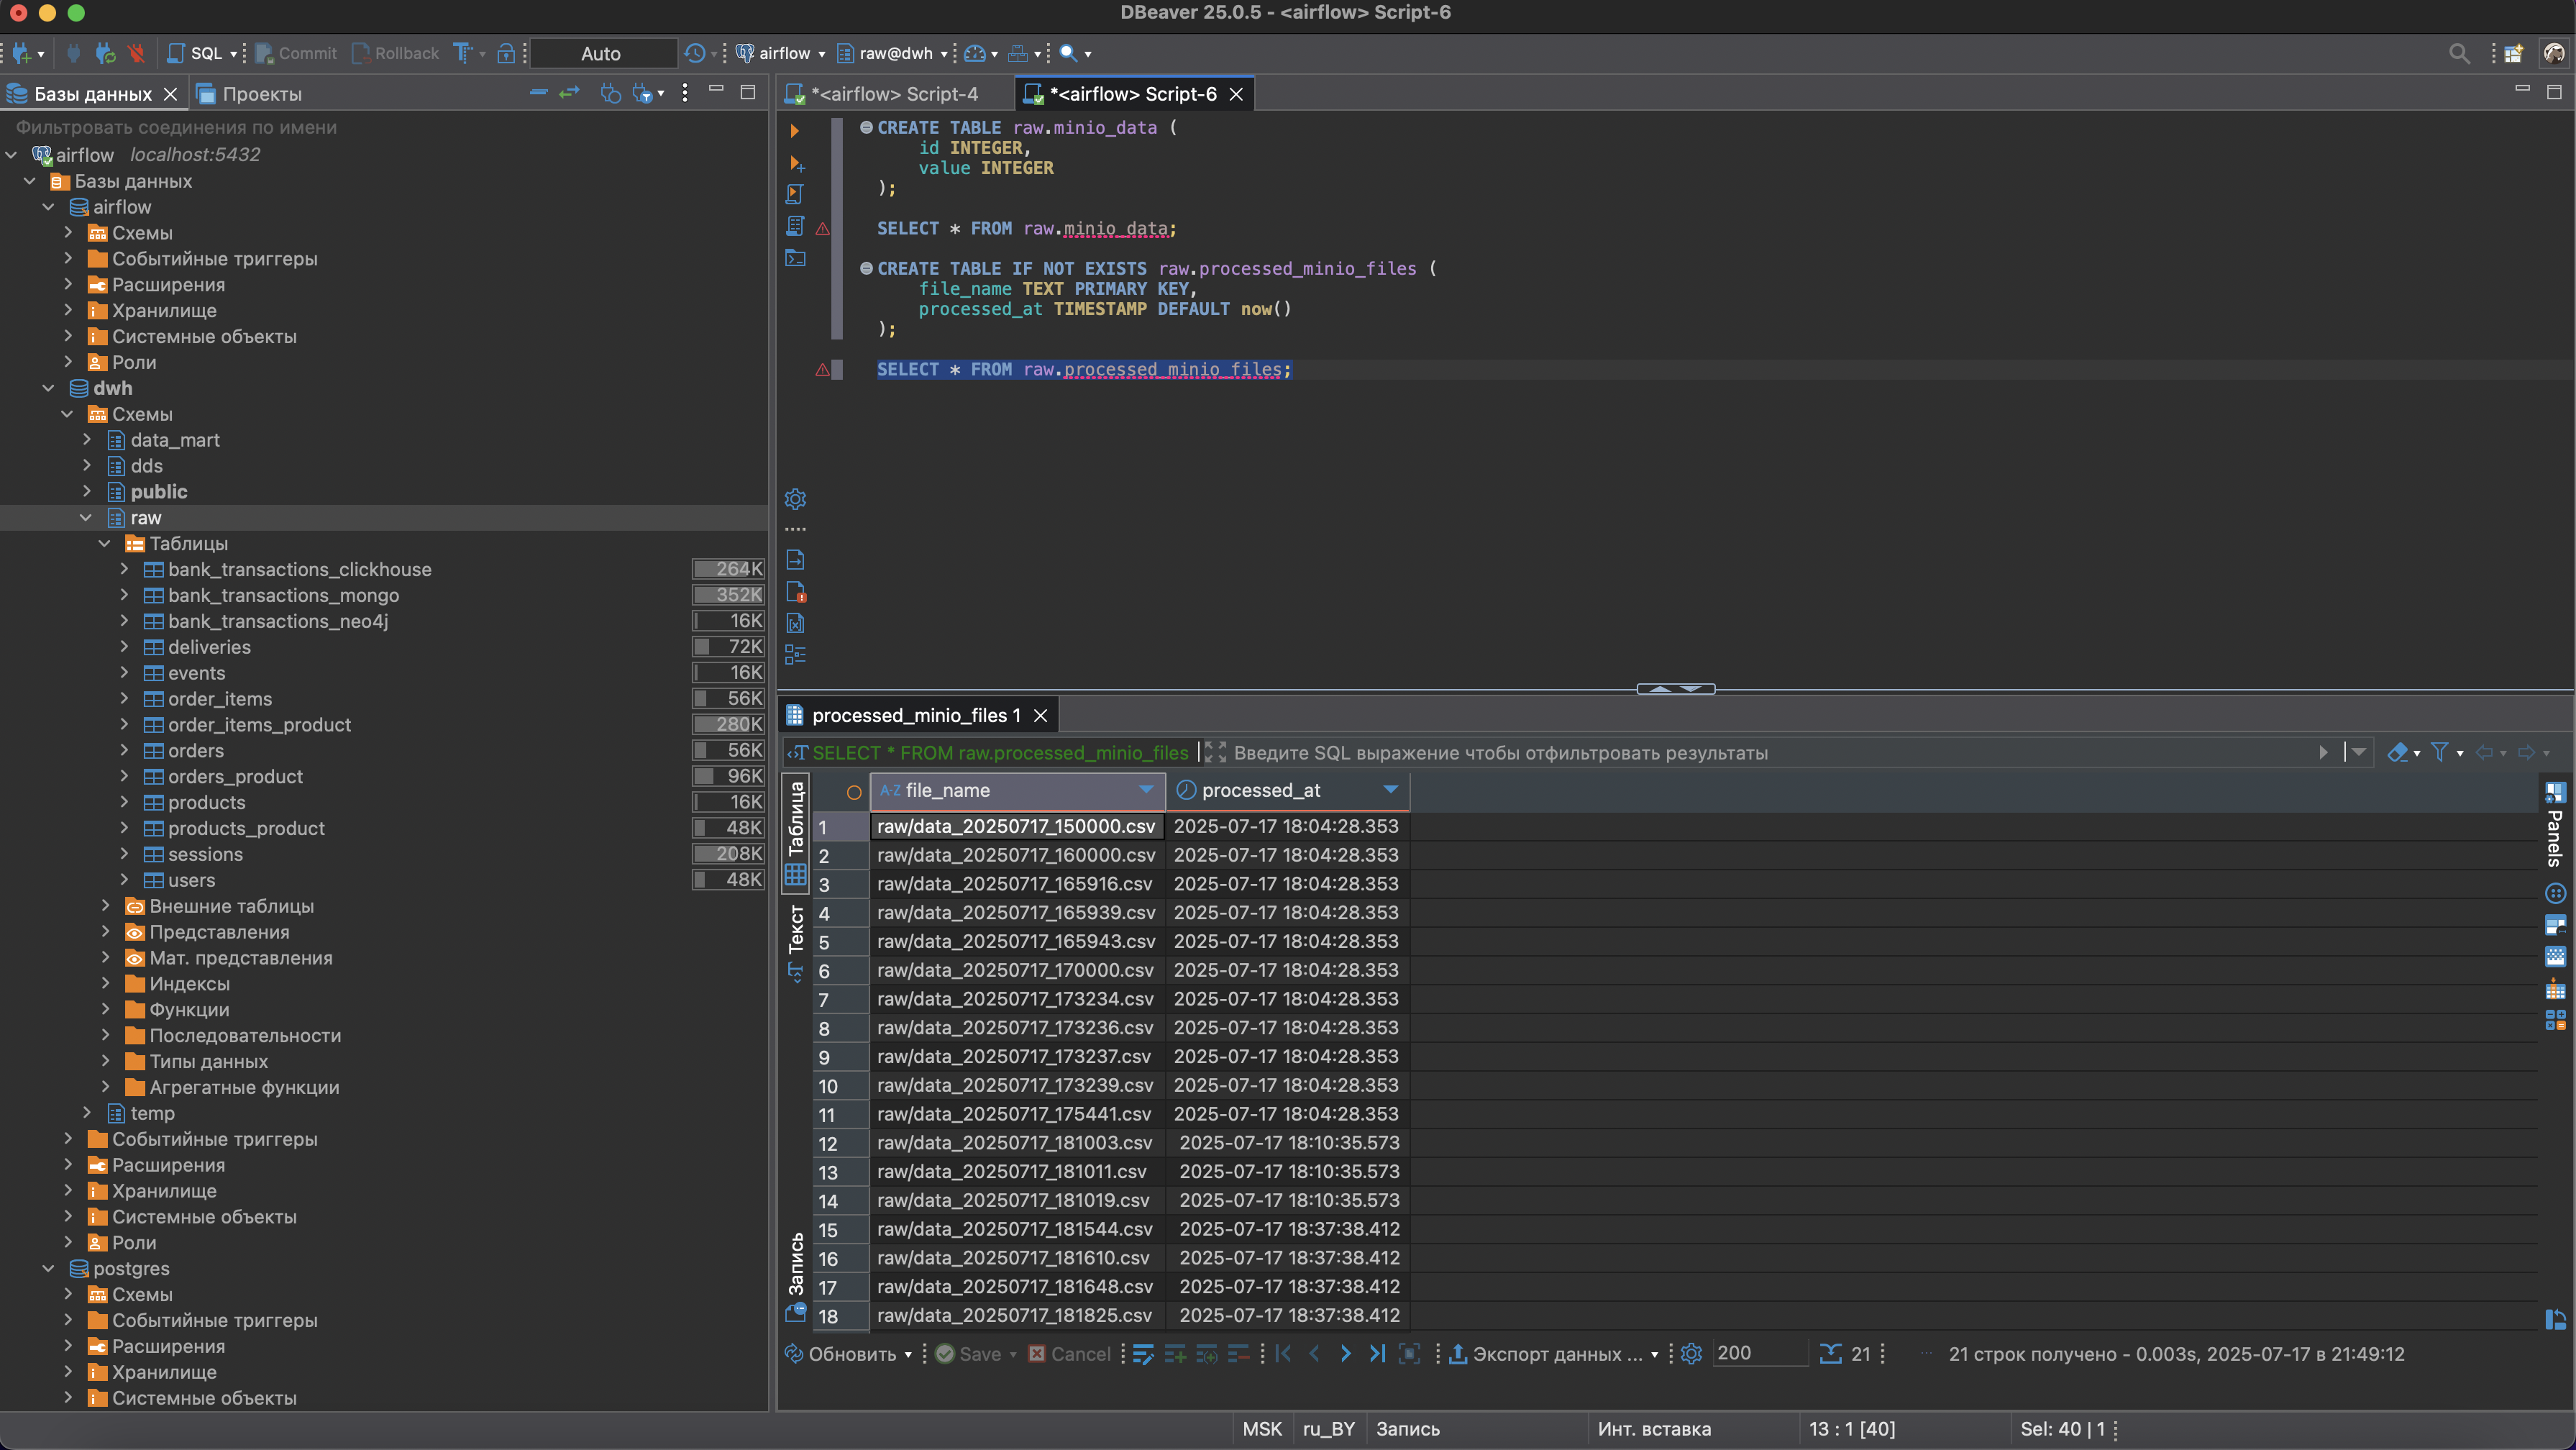 DBeaver 25.0.5 - <airflow> Script-6
SQL Commit Rollback Auto airflow raw@dwh
Базы данных Проекты
Фильтровать соединения по имени
airflow localhost:5432
Базы данных
airflow
Схемы
Событийные триггеры
Расширения
Хранилище
Системные объекты
Роли
dwh
Схемы
data_mart
dds
public
raw
Таблицы
bank_transactions_clickhouse 264K
bank_transactions_mongo 352K
bank_transactions_neo4j 16K
deliveries 72K
events 16K
order_items 56K
order_items_product 280K
orders 56K
orders_product 96K
products 16K
products_product 48K
sessions 208K
users 48K
Внешние таблицы
Представления
Мат. представления
Индексы
Функции
Последовательности
Типы данных
Агрегатные функции
temp
Событийные триггеры
Расширения
Хранилище
Системные объекты
Роли
postgres
Схемы
Событийные триггеры
Расширения
Хранилище
Системные объекты
*<airflow> Script-4 *<airflow> Script-6
CREATE TABLE raw.minio_data (
id INTEGER,
value INTEGER
);
SELECT * FROM raw.minio_data;
CREATE TABLE IF NOT EXISTS raw.processed_minio_files (
file_name TEXT PRIMARY KEY,
processed_at TIMESTAMP DEFAULT now()
);
SELECT * FROM raw.processed_minio_files;
processed_minio_files 1
SELECT * FROM raw.processed_minio_files Введите SQL выражение чтобы отфильтровать результаты
Таблица
Текст
Запись
A-Z file_name processed_at
1 raw/data_20250717_150000.csv 2025-07-17 18:04:28.353
2 raw/data_20250717_160000.csv 2025-07-17 18:04:28.353
3 raw/data_20250717_165916.csv 2025-07-17 18:04:28.353
4 raw/data_20250717_165939.csv 2025-07-17 18:04:28.353
5 raw/data_20250717_165943.csv 2025-07-17 18:04:28.353
6 raw/data_20250717_170000.csv 2025-07-17 18:04:28.353
7 raw/data_20250717_173234.csv 2025-07-17 18:04:28.353
8 raw/data_20250717_173236.csv 2025-07-17 18:04:28.353
9 raw/data_20250717_173237.csv 2025-07-17 18:04:28.353
10 raw/data_20250717_173239.csv 2025-07-17 18:04:28.353
11 raw/data_20250717_175441.csv 2025-07-17 18:04:28.353
12 raw/data_20250717_181003.csv 2025-07-17 18:10:35.573
13 raw/data_20250717_181011.csv 2025-07-17 18:10:35.573
14 raw/data_20250717_181019.csv 2025-07-17 18:10:35.573
15 raw/data_20250717_181544.csv 2025-07-17 18:37:38.412
16 raw/data_20250717_181610.csv 2025-07-17 18:37:38.412
17 raw/data_20250717_181648.csv 2025-07-17 18:37:38.412
18 raw/data_20250717_181825.csv 2025-07-17 18:37:38.412
Panels
Обновить Save Cancel Экспорт данных ... 200 21 21 строк получено - 0.003s, 2025-07-17 в 21:49:12
MSK ru_BY Запись Инт. вставка 13 : 1 [40] Sel: 40 | 1